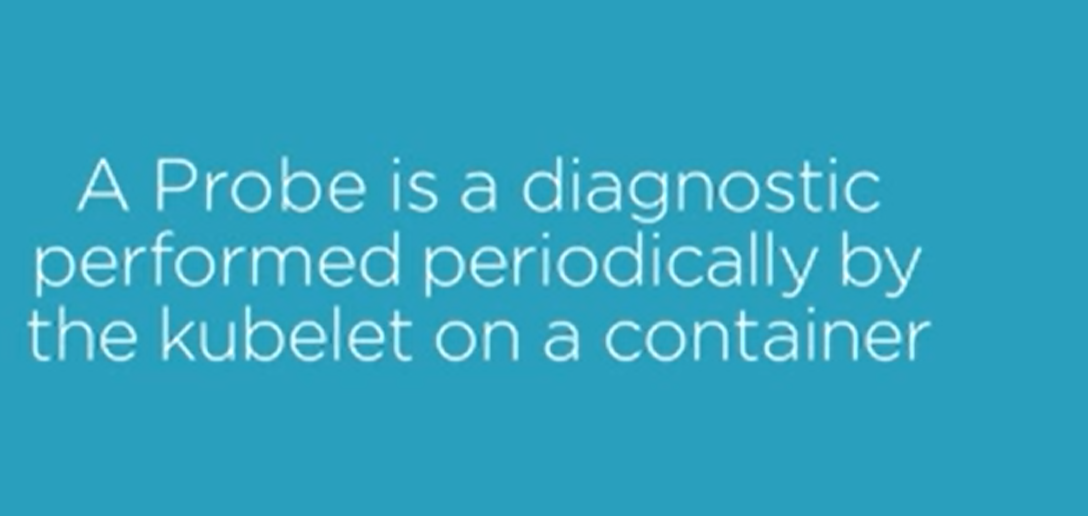 A Probe is a diagnostic
performed periodically by
the kubelet on a container